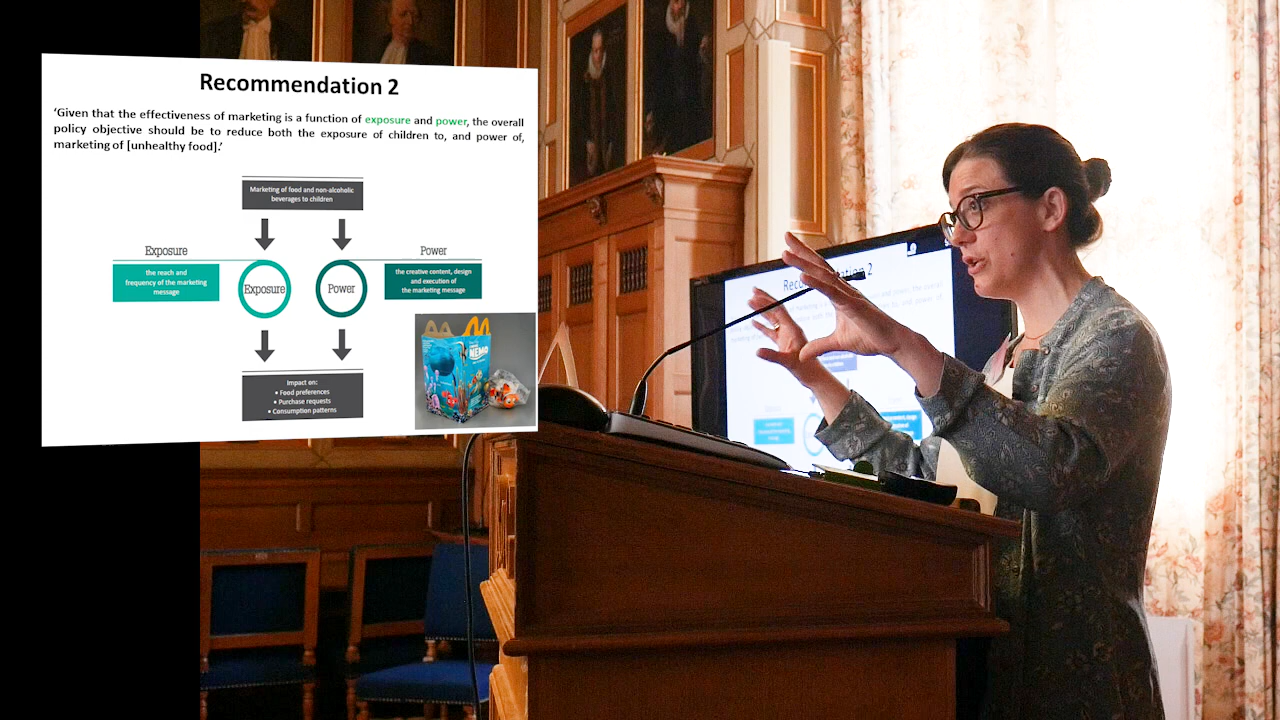 Recommendation 2
‘Given that the effectiveness of marketing is a function of exposure and power, the overall
policy objective should be to reduce both the exposure of children to, and power of,
marketing of [unhealthy food].’
Marketing of food and non-alcoholic
beverages to children
Exposure
Power
the reach and
frequency of the marketing
message
Exposure
Power
the creative content, design
and execution of
the marketing message
Impact on:
• Food preferences
• Purchase requests
• Consumption patterns
NEMO
2